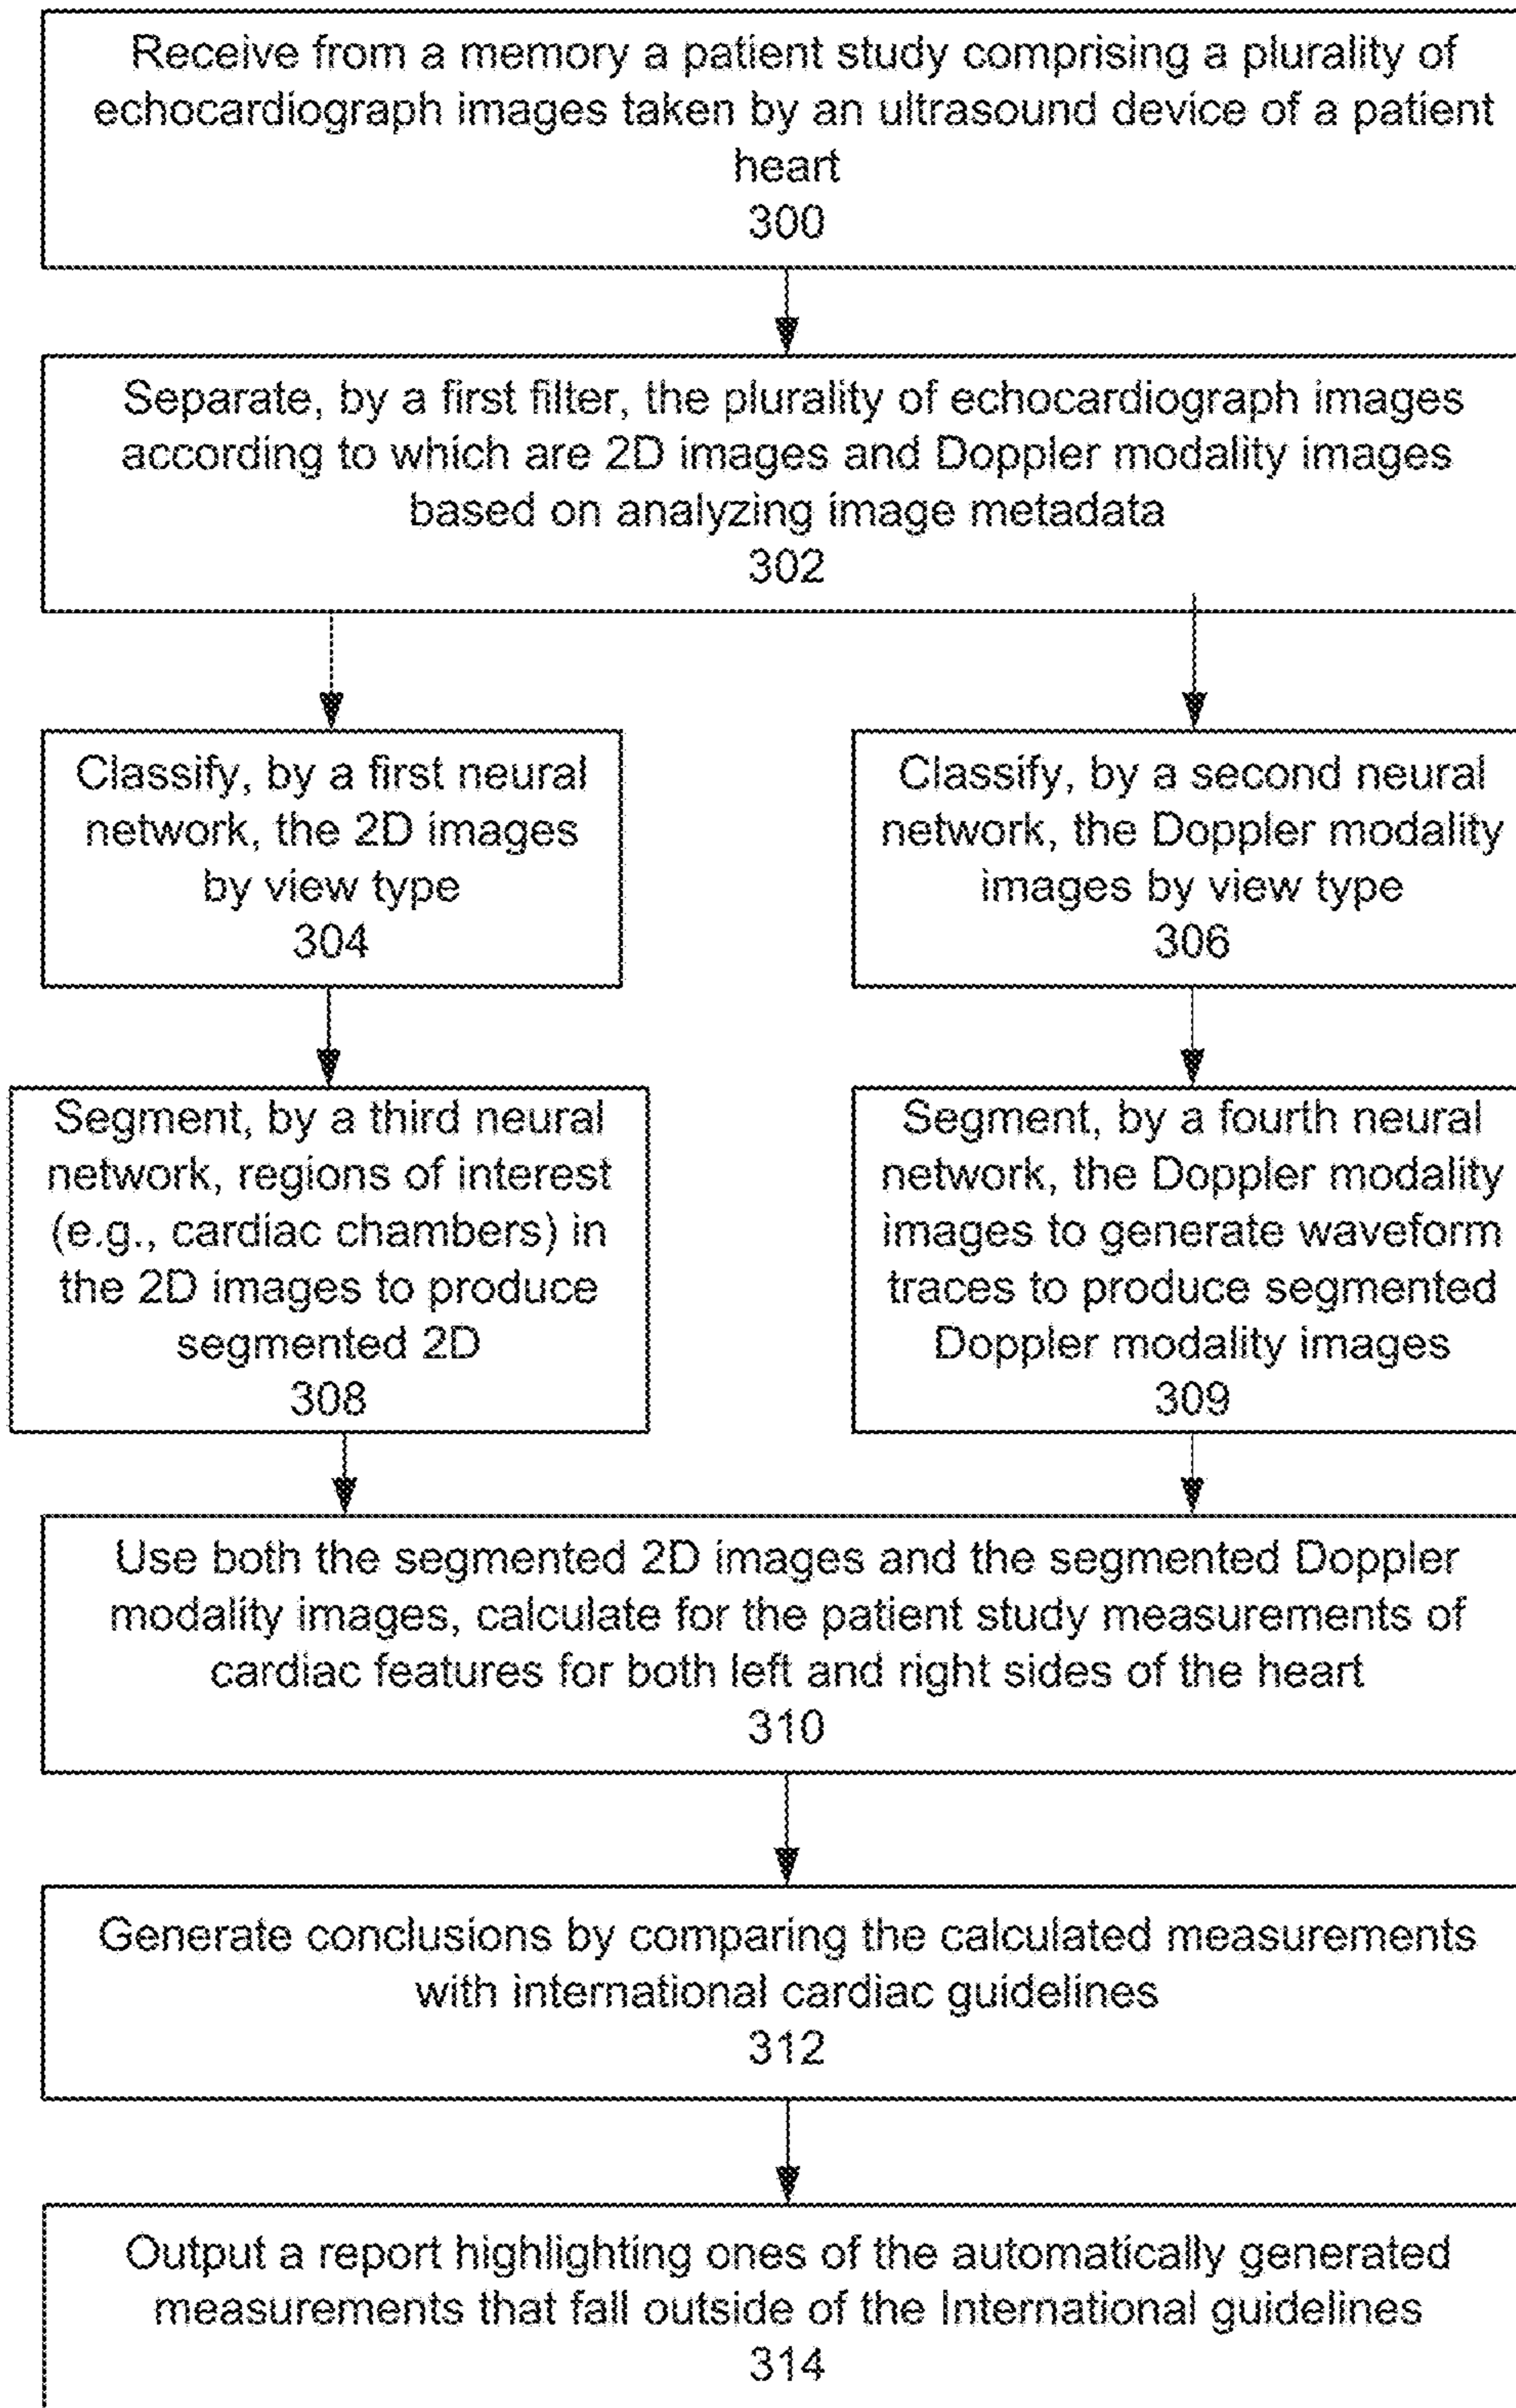 Receive from a memory a patient study comprising a plurality of
echocardiograph images taken by an ultrasound device of a patient
heart
300
Separate, by a first filter, the plurality of echocardiograph images
according to which are 2D images and Doppler modality images
based on analyzing image metadata
302
Classify, by a first neural
network, the 2D images
by view type
304
Classify, by a second neural
network, the Doppler modality
images by view type
306
Segment, by a third neural
network, regions of interest
(e.g., cardiac chambers) in
the 2D images to produce
segmented 2D
308
Segment, by a fourth neural
network, the Doppler modality
images to generate waveform
traces to produce segmented
Doppler modality images
309
Use both the segmented 2D images and the segmented Doppler
modality images, calculate for the patient study measurements of
cardiac features for both left and right sides of the heart
310
Generate conclusions by comparing the calculated measurements
with international cardiac guidelines
312
Output a report highlighting ones of the automatically generated
measurements that fall outside of the International guidelines
314